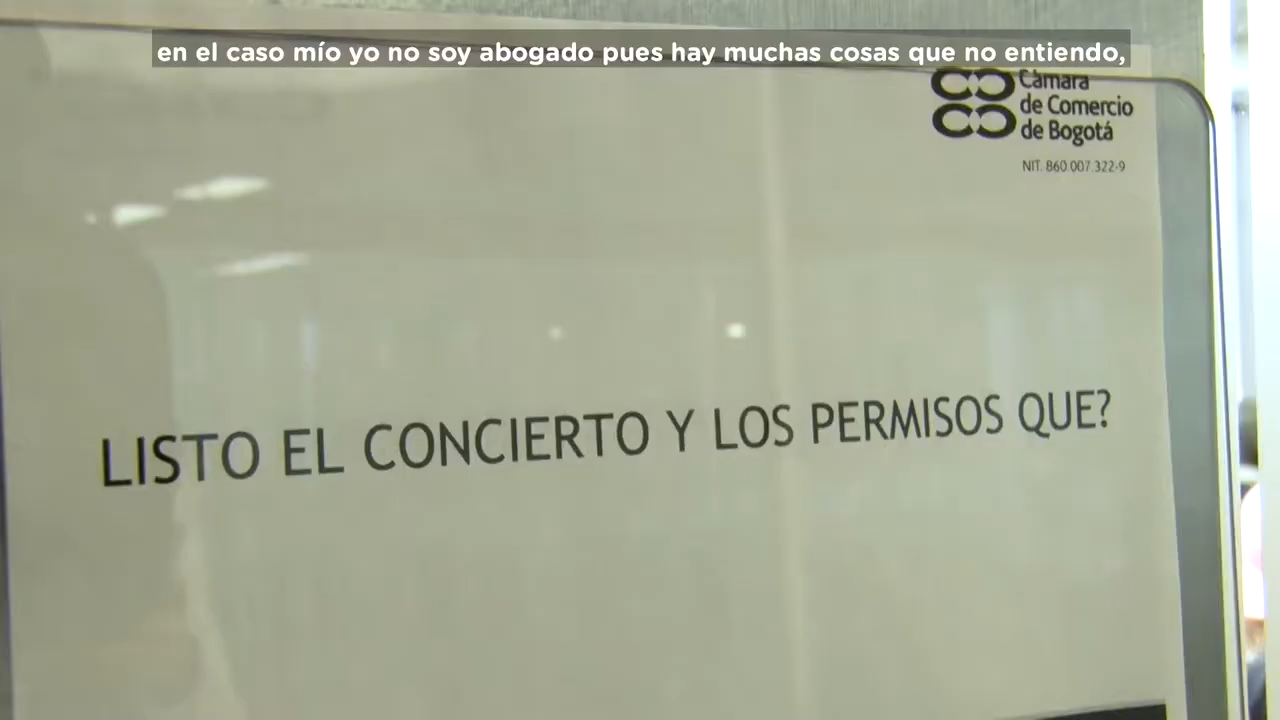 en el caso mío yo no soy abogado pues hay muchas cosas que no entiendo,
Cámara
de Comercio
de Bogotá
NIT. 860.007.322-9
LISTO EL CONCIERTO Y LOS PERMISOS QUE?